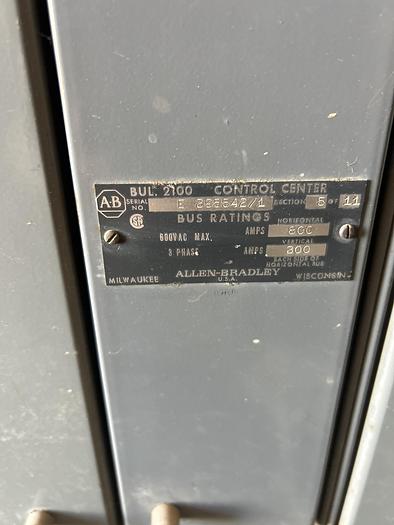 A-B
BUL. 2100 CONTROL CENTER
SERIAL NO. SECTION 5 OF 11
BUS RATINGS
600VAC MAX. AMPS HORIZONTAL 600
3 PHASE AMPS VERTICAL 300
EACH SIDE OF
HORIZONTAL BUS
ALLEN-BRADLEY
MILWAUKEE U.S.A. WISCONSIN